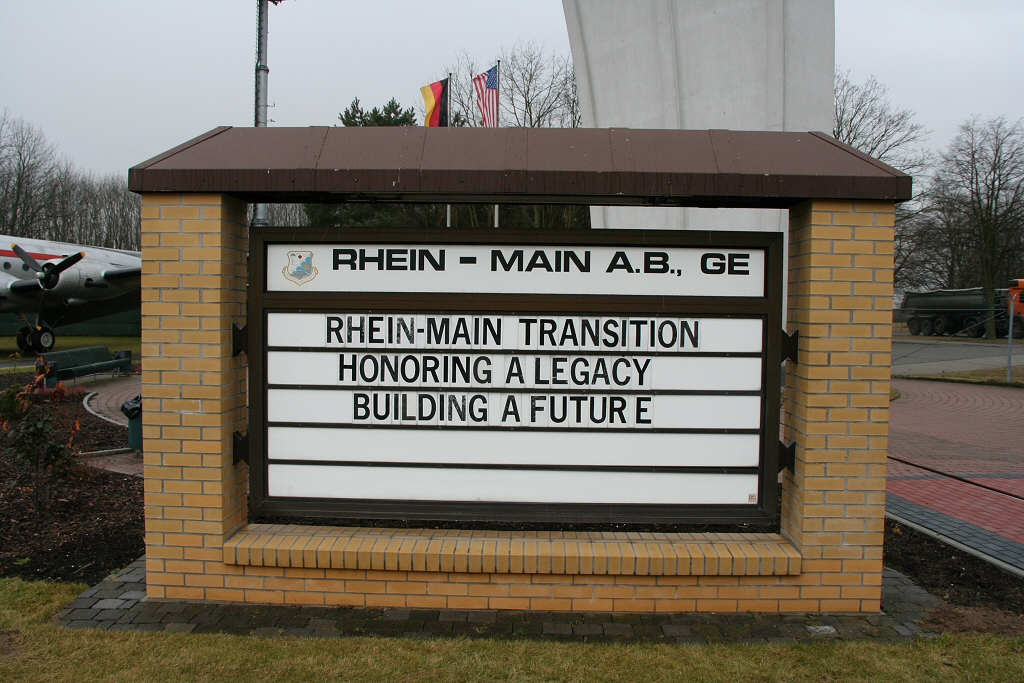 RHEIN - MAIN A.B., GE
RHEIN-MAIN TRANSITION
HONORING A LEGACY
BUILDING A FUTURE